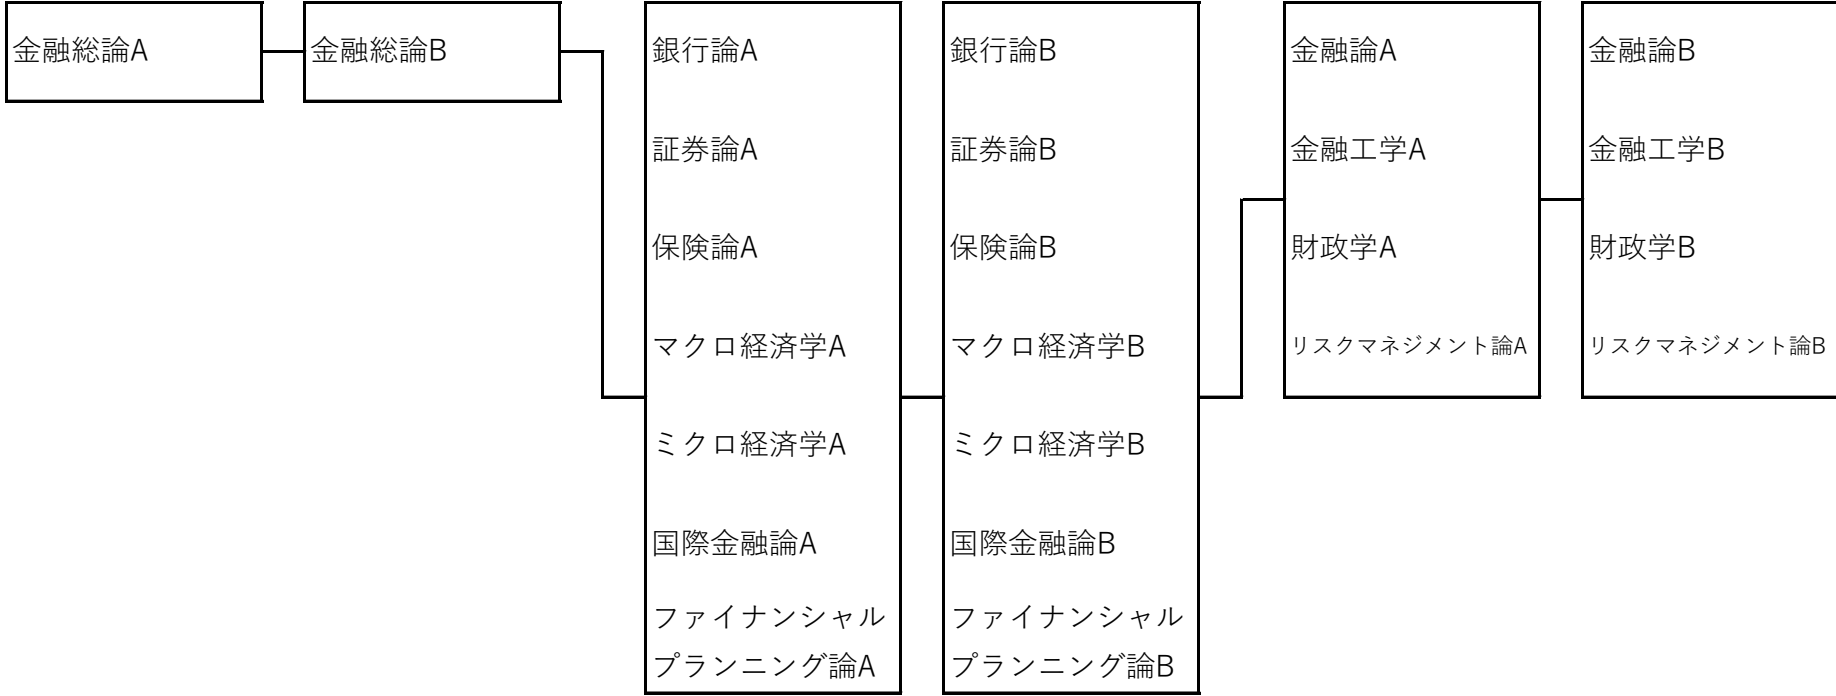 金融総論A
金融総論B
銀行論A
証券論A
保険論A
マクロ経済学A
ミクロ経済学A
国際金融論A
ファイナンシャル
プランニング論A
銀行論B
証券論B
保険論B
マクロ経済学B
ミクロ経済学B
国際金融論B
ファイナンシャル
プランニング論B
金融論A
金融工学A
財政学A
リスクマネジメント論A
金融論B
金融工学B
財政学B
リスクマネジメント論B